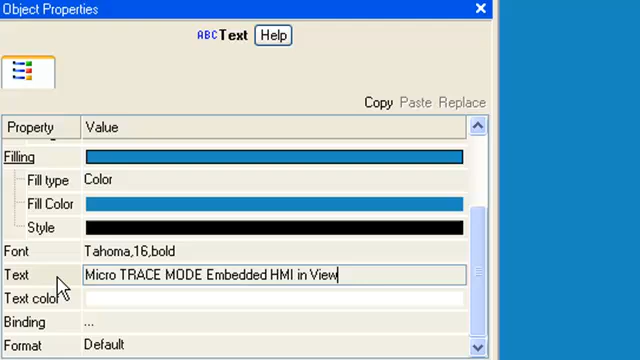 Object Properties
ABC Text Help
Copy Paste Replace
Property Value
Filling
Fill type Color
Fill Color
Style
Font Tahoma,16,bold
Text Micro TRACE MODE Embedded HMI in View
Text color
Binding ...
Format Default